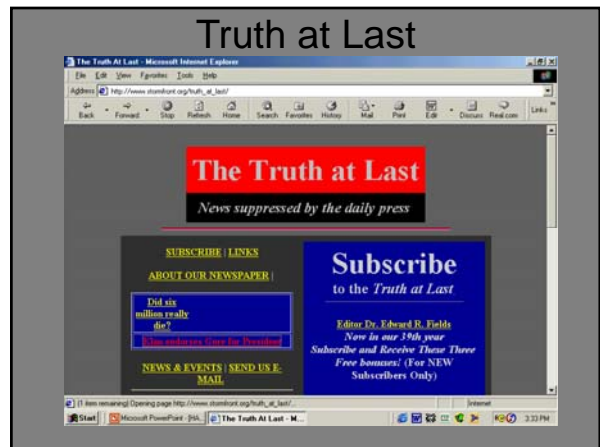 Truth at Last
The Truth At Last - Microsoft Internet Explorer
File Edit View Favorites Tools Help
Address http://www.stormfront.org/truth_at_last/
Back Forward Stop Refresh Home Search Favorites History Mail Print Edit Discuss Real.com Links
The Truth at Last
News suppressed by the daily press
SUBSCRIBE | LINKS
ABOUT OUR NEWSPAPER |
Did six
million really
die?
Klan endorses Gore for President
NEWS & EVENTS | SEND US E-
MAIL
Subscribe
to the Truth at Last
Editor Dr. Edward R. Fields
Now in our 39th year
Subscribe and Receive These Three
Free bonuses! (For NEW
Subscribers Only)
(1 item remaining) Opening page http://www.stormfront.org/truth_at_last/... Internet
Start Microsoft PowerPoint - [HA... The Truth At Last - M... 3:33 PM